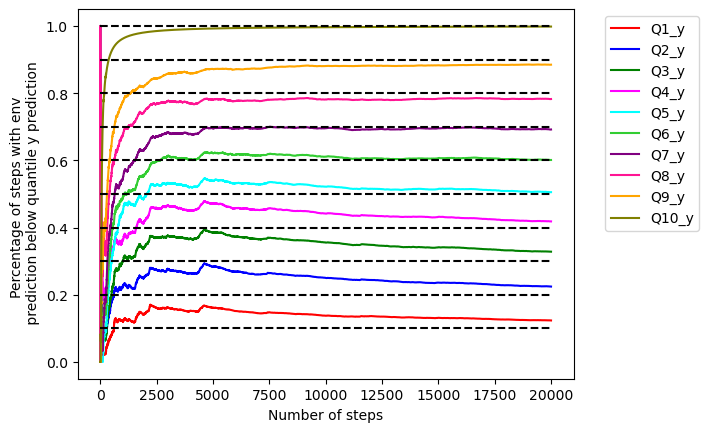 Percentage of steps with env
prediction below quantile y prediction
1.0
0.8
0.6
0.4
0.2
0.0
0
2500
5000
7500
10000
12500
15000
17500
20000
Number of steps
Q1_y
Q2_y
Q3_y
Q4_y
Q5_y
Q6_y
Q7_y
Q8_y
Q9_y
Q10_y